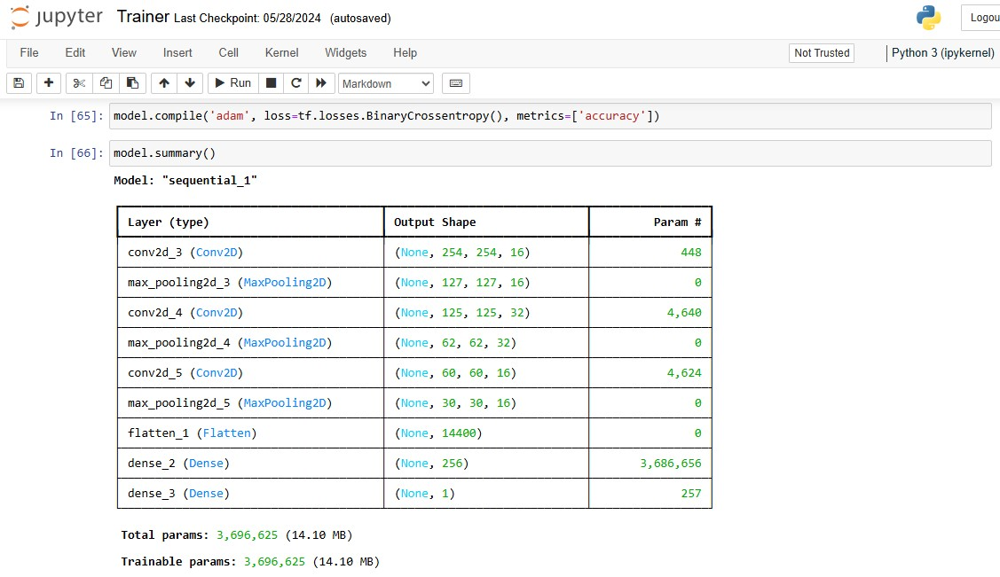 jupyter Trainer Last Checkpoint: 05/28/2024 (autosaved) Logou
File Edit View Insert Cell Kernel Widgets Help Not Trusted Python 3 (ipykernel)
Run Markdown
In [65]: model.compile('adam', loss=tf.losses.BinaryCrossentropy(), metrics=['accuracy'])
In [66]: model.summary()
Model: "sequential_1"
Layer (type) Output Shape Param #
conv2d_3 (Conv2D) (None, 254, 254, 16) 448
max_pooling2d_3 (MaxPooling2D) (None, 127, 127, 16) 0
conv2d_4 (Conv2D) (None, 125, 125, 32) 4,640
max_pooling2d_4 (MaxPooling2D) (None, 62, 62, 32) 0
conv2d_5 (Conv2D) (None, 60, 60, 16) 4,624
max_pooling2d_5 (MaxPooling2D) (None, 30, 30, 16) 0
flatten_1 (Flatten) (None, 14400) 0
dense_2 (Dense) (None, 256) 3,686,656
dense_3 (Dense) (None, 1) 257
Total params: 3,696,625 (14.10 MB)
Trainable params: 3,696,625 (14.10 MB)